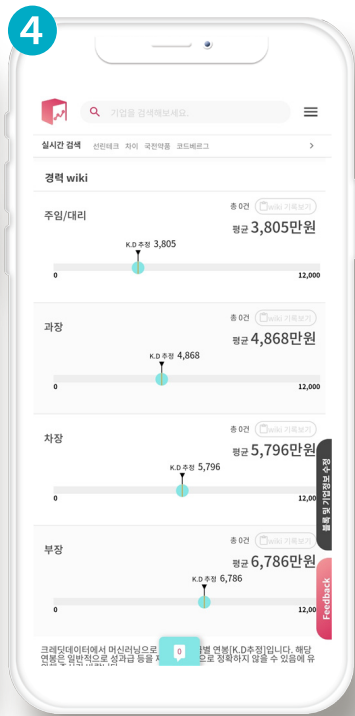 4
기업을 검색해보세요.
실시간 검색 선린테크 차이 국전약품 코드베르그 >
경력 wiki
주임/대리
총 0건 wiki 기록보기
평균 3,805만원
K.D 추정 3,805
0 12,000
과장
총 0건 wiki 기록보기
평균 4,868만원
K.D 추정 4,868
0 12,000
차장
총 0건 wiki 기록보기
평균 5,796만원
K.D 추정 5,796
0 12,00
블록 및 기업정보 수정
부장
총 0건 wiki 기록보기
평균 6,786만원
K.D 추정 6,786
0 12,00
Feedback
크레딧데이터에서 머신러닝으로 별 연봉[K.D추정]입니다. 해당
연봉은 일반적으로 성과급 등을 으로 정확하지 않을 수 있음에 유
0